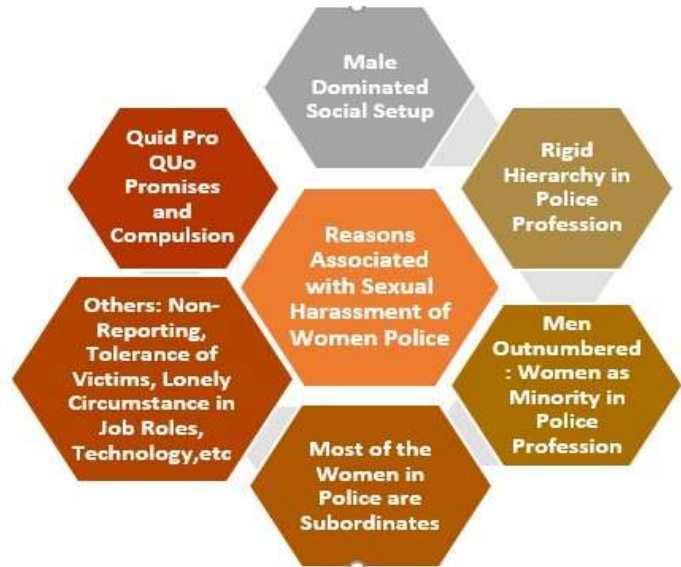 Male
Dominated
Social Setup
Rigid
Hierarchy in
Police
Profession
Men
Outnumbered
: Women as
Minority in
Police
Profession
Most of the
Women in
Police are
Subordinates
Others: Non-
Reporting,
Tolerance of
Victims, Lonely
Circumstance in
Job Roles,
Technology,etc
Quid Pro
QUo
Promises
and
Compulsion
Reasons
Associated
with Sexual
Harassment of
Women Police